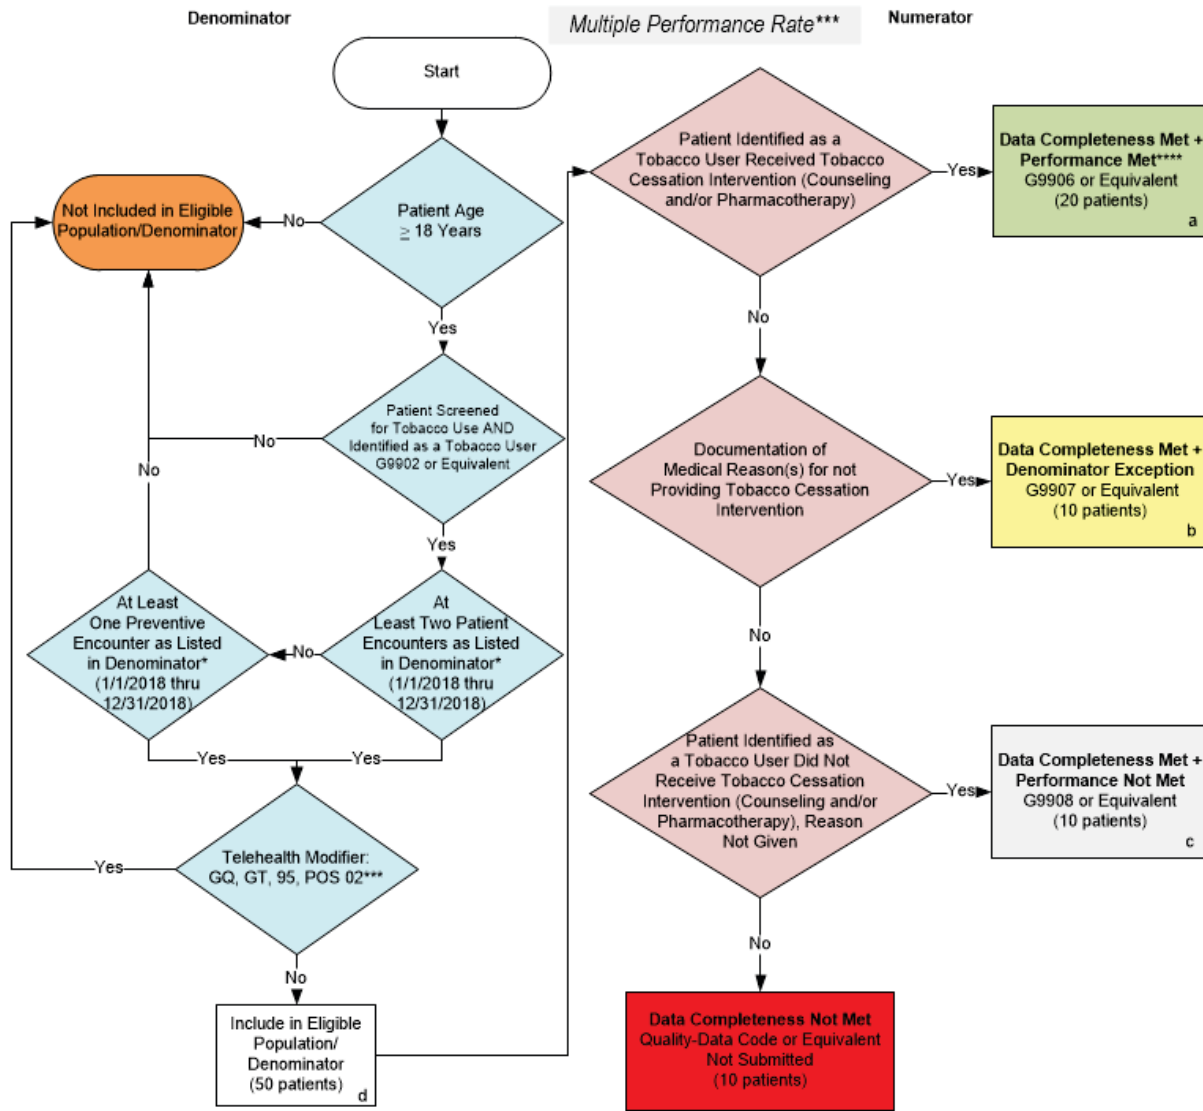 Denominator
Multiple Performance Rate***
Numerator
Start
Patient Age
≥ 18 Years
No
Not Included in Eligible
Population/Denominator
Yes
Patient Screened
for Tobacco Use AND
Identified as a Tobacco User
G9902 or Equivalent
No
Yes
At
Least Two Patient
Encounters as Listed
in Denominator*
(1/1/2018 thru
12/31/2018)
No
At Least
One Preventive
Encounter as Listed
in Denominator*
(1/1/2018 thru
12/31/2018)
No
Yes
Yes
Telehealth Modifier:
GQ, GT, 95, POS 02***
Yes
No
Include in Eligible
Population/
Denominator
(50 patients)
d
Patient Identified as a
Tobacco User Received Tobacco
Cessation Intervention (Counseling
and/or Pharmacotherapy)
Yes
Data Completeness Met +
Performance Met****
G9906 or Equivalent
(20 patients)
a
No
Documentation of
Medical Reason(s) for not
Providing Tobacco Cessation
Intervention
Yes
Data Completeness Met +
Denominator Exception
G9907 or Equivalent
(10 patients)
b
No
Patient Identified as
a Tobacco User Did Not
Receive Tobacco Cessation
Intervention (Counseling and/or
Pharmacotherapy), Reason
Not Given
Yes
Data Completeness Met +
Performance Not Met
G9908 or Equivalent
(10 patients)
c
No
Data Completeness Not Met
Quality-Data Code or Equivalent
Not Submitted
(10 patients)